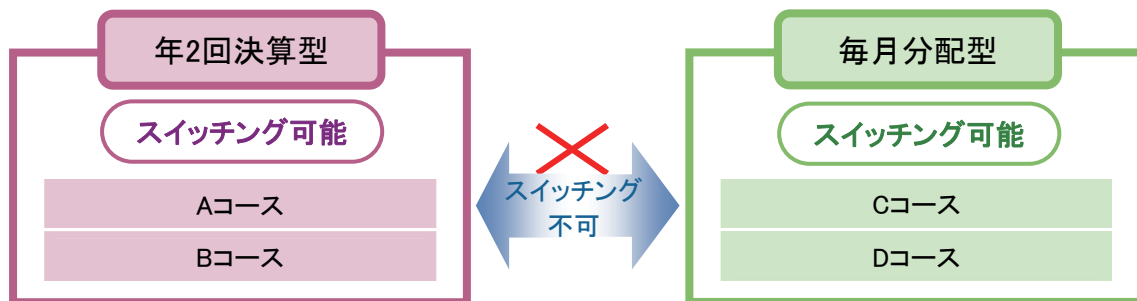 年2回決算型
スイッチング可能
Aコース
Bコース
スイッチング
不可
毎月分配型
スイッチング可能
Cコース
Dコース